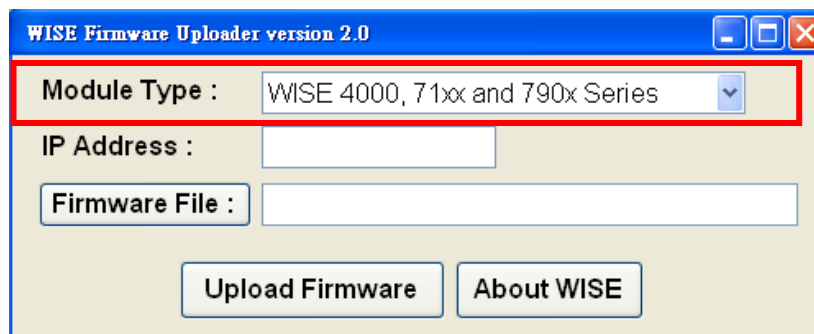 WISE Firmware Uploader version 2.0
Module Type : WISE 4000, 71xx and 790x Series
IP Address :
Firmware File :
Upload Firmware About WISE